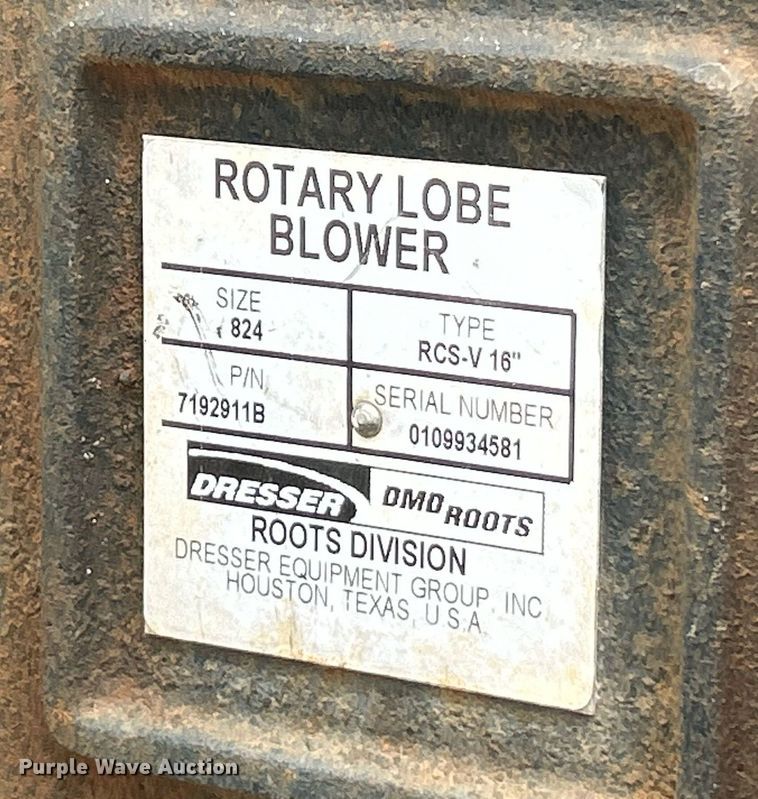 ROTARY LOBE
BLOWER
SIZE
824
TYPE
RCS-V 16"
P/N
7192911B
SERIAL NUMBER
0109934581
DRESSER
DMD ROOTS
ROOTS DIVISION
DRESSER EQUIPMENT GROUP, INC
HOUSTON, TEXAS, U.S.A.
Purple Wave Auction